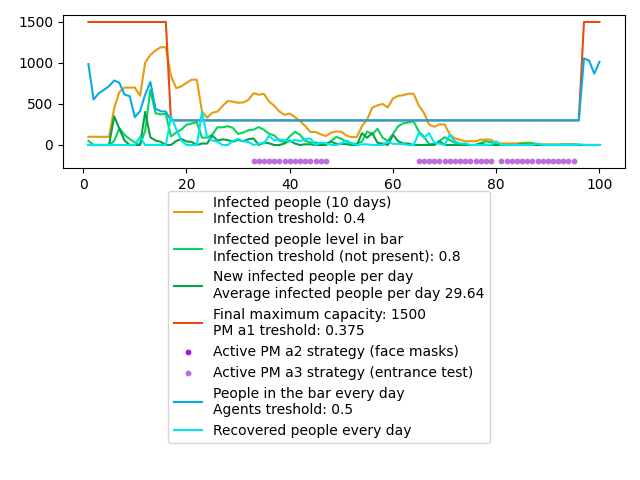 1500
1000
500
0
0 20 40 60 80 100
Infected people (10 days)
Infection treshold: 0.4
Infected people level in bar
Infection treshold (not present): 0.8
New infected people per day
Average infected people per day 29.64
Final maximum capacity: 1500
PM a1 treshold: 0.375
Active PM a2 strategy (face masks)
Active PM a3 strategy (entrance test)
People in the bar every day
Agents treshold: 0.5
Recovered people every day